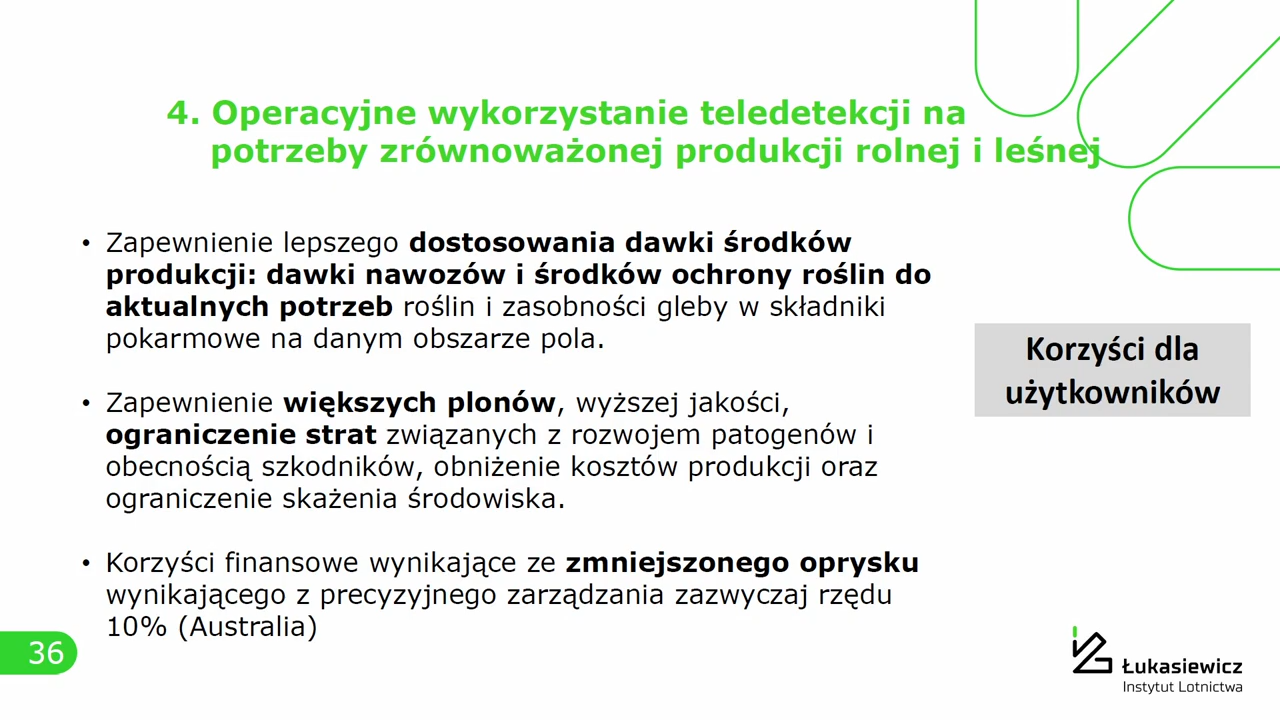 4. Operacyjne wykorzystanie teledetekcji na
potrzeby zrównoważonej produkcji rolnej i leśnej
• Zapewnienie lepszego dostosowania dawki środków
produkcji: dawki nawozów i środków ochrony roślin do
aktualnych potrzeb roślin i zasobności gleby w składniki
pokarmowe na danym obszarze pola.
• Zapewnienie większych plonów, wyższej jakości,
ograniczenie strat związanych z rozwojem patogenów i
obecnością szkodników, obniżenie kosztów produkcji oraz
ograniczenie skażenia środowiska.
• Korzyści finansowe wynikające ze zmniejszonego oprysku
wynikającego z precyzyjnego zarządzania zazwyczaj rzędu
10% (Australia)
Korzyści dla
użytkowników
36
Łukasiewicz
Instytut Lotnictwa